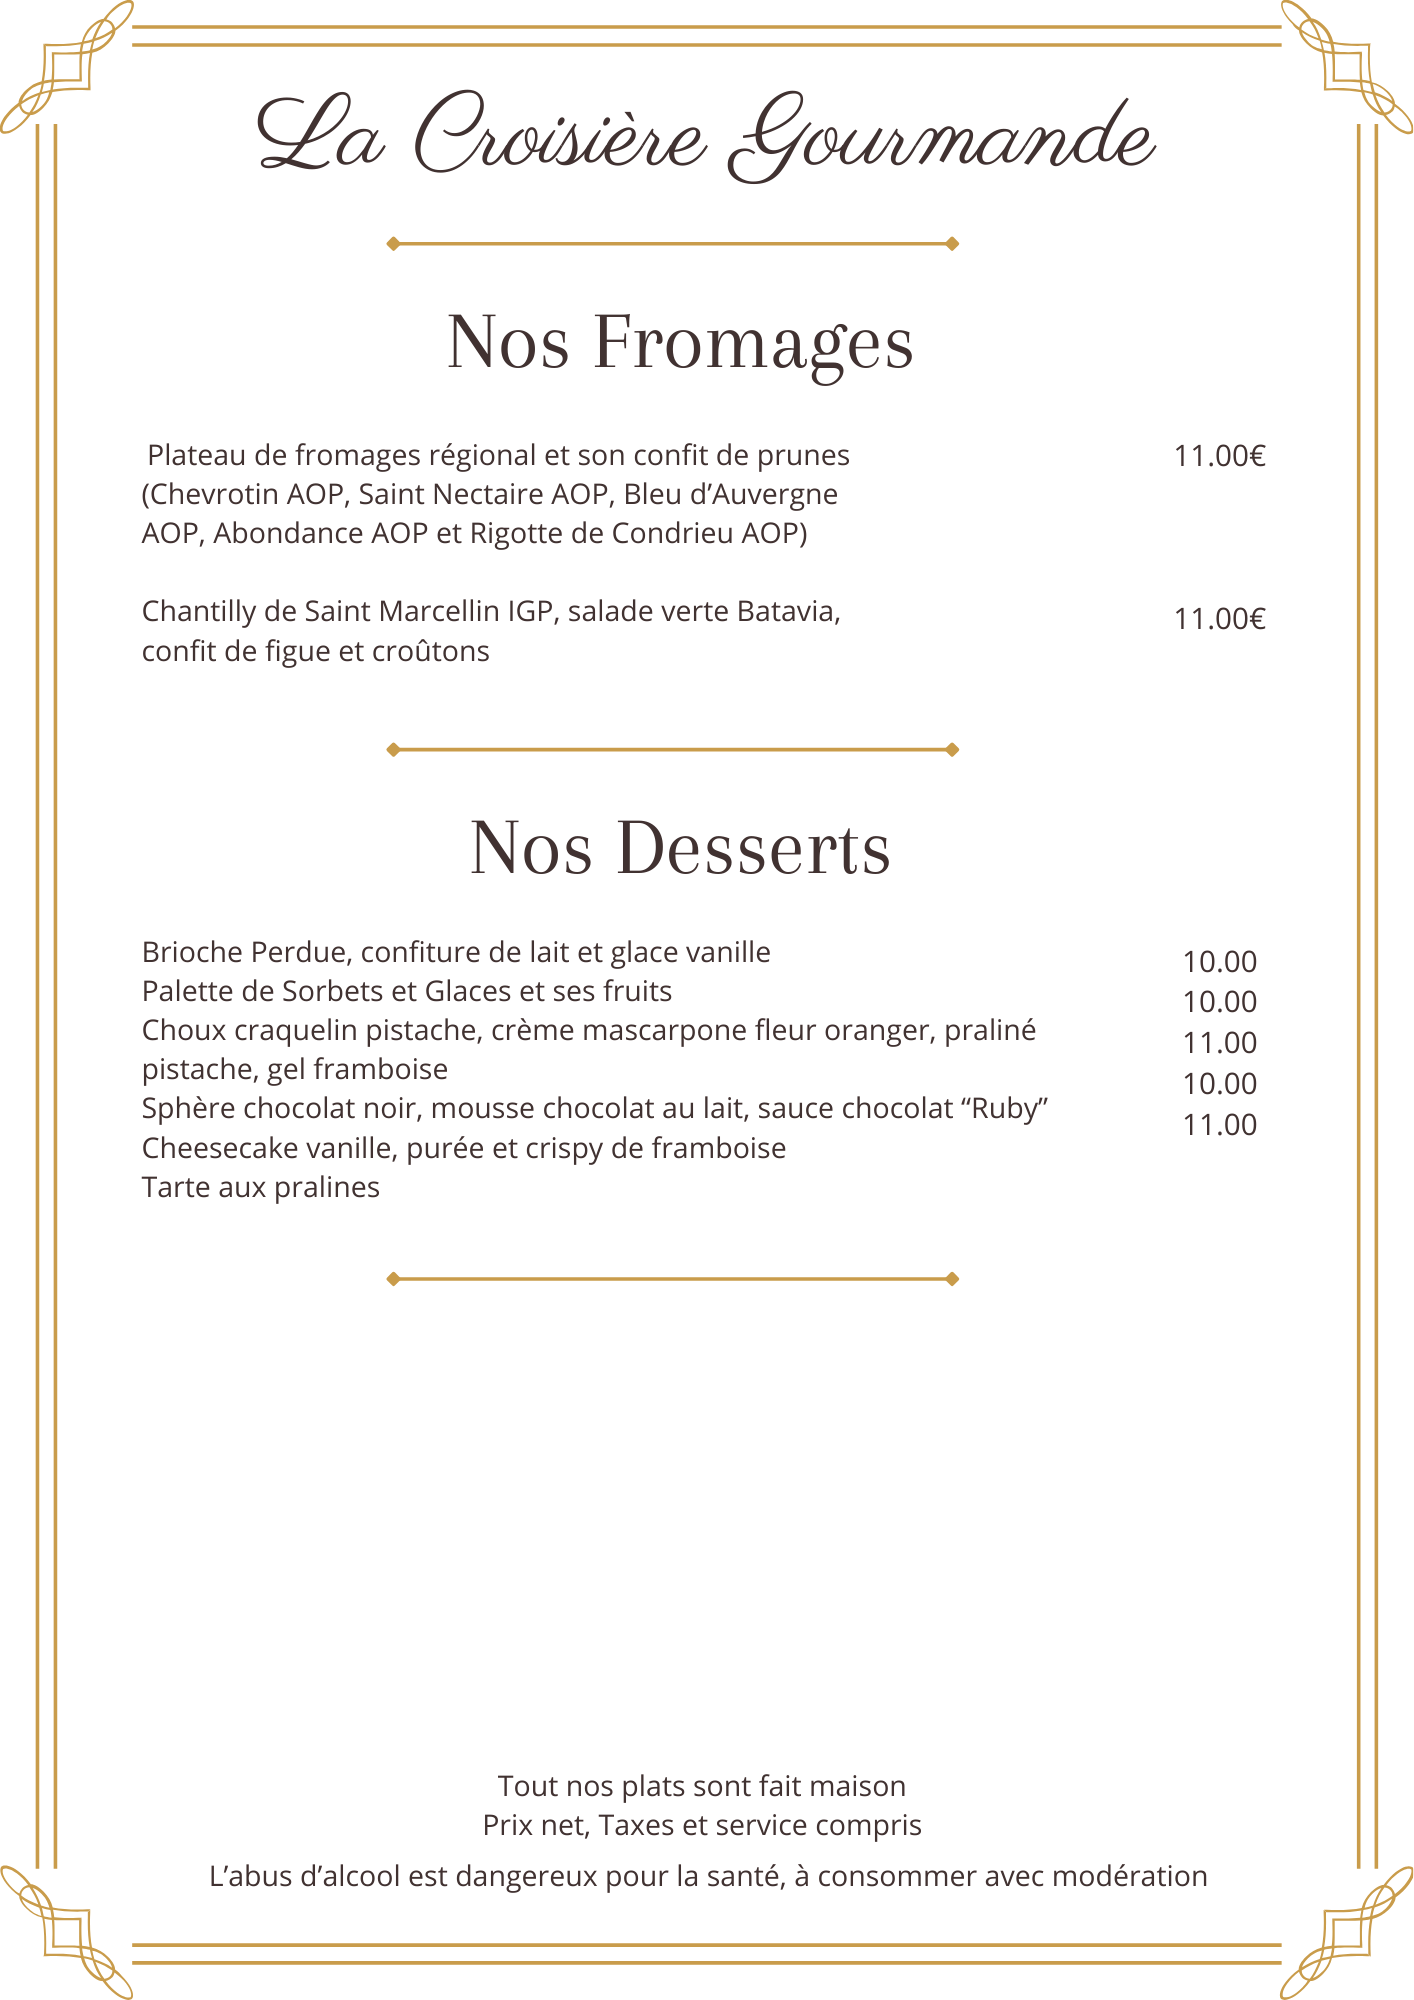 La Croisière Gourmande
Nos Fromages
Plateau de fromages régional et son confit de prunes 11.00€
(Chevrotin AOP, Saint Nectaire AOP, Bleu d’Auvergne
AOP, Abondance AOP et Rigotte de Condrieu AOP)
Chantilly de Saint Marcellin IGP, salade verte Batavia, 11.00€
confit de figue et croûtons
Nos Desserts
Brioche Perdue, confiture de lait et glace vanille 10.00
Palette de Sorbets et Glaces et ses fruits 10.00
Choux craquelin pistache, crème mascarpone fleur oranger, praliné 11.00
pistache, gel framboise 10.00
Sphère chocolat noir, mousse chocolat au lait, sauce chocolat “Ruby” 11.00
Cheesecake vanille, purée et crispy de framboise
Tarte aux pralines
Tout nos plats sont fait maison
Prix net, Taxes et service compris
L’abus d’alcool est dangereux pour la santé, à consommer avec modération